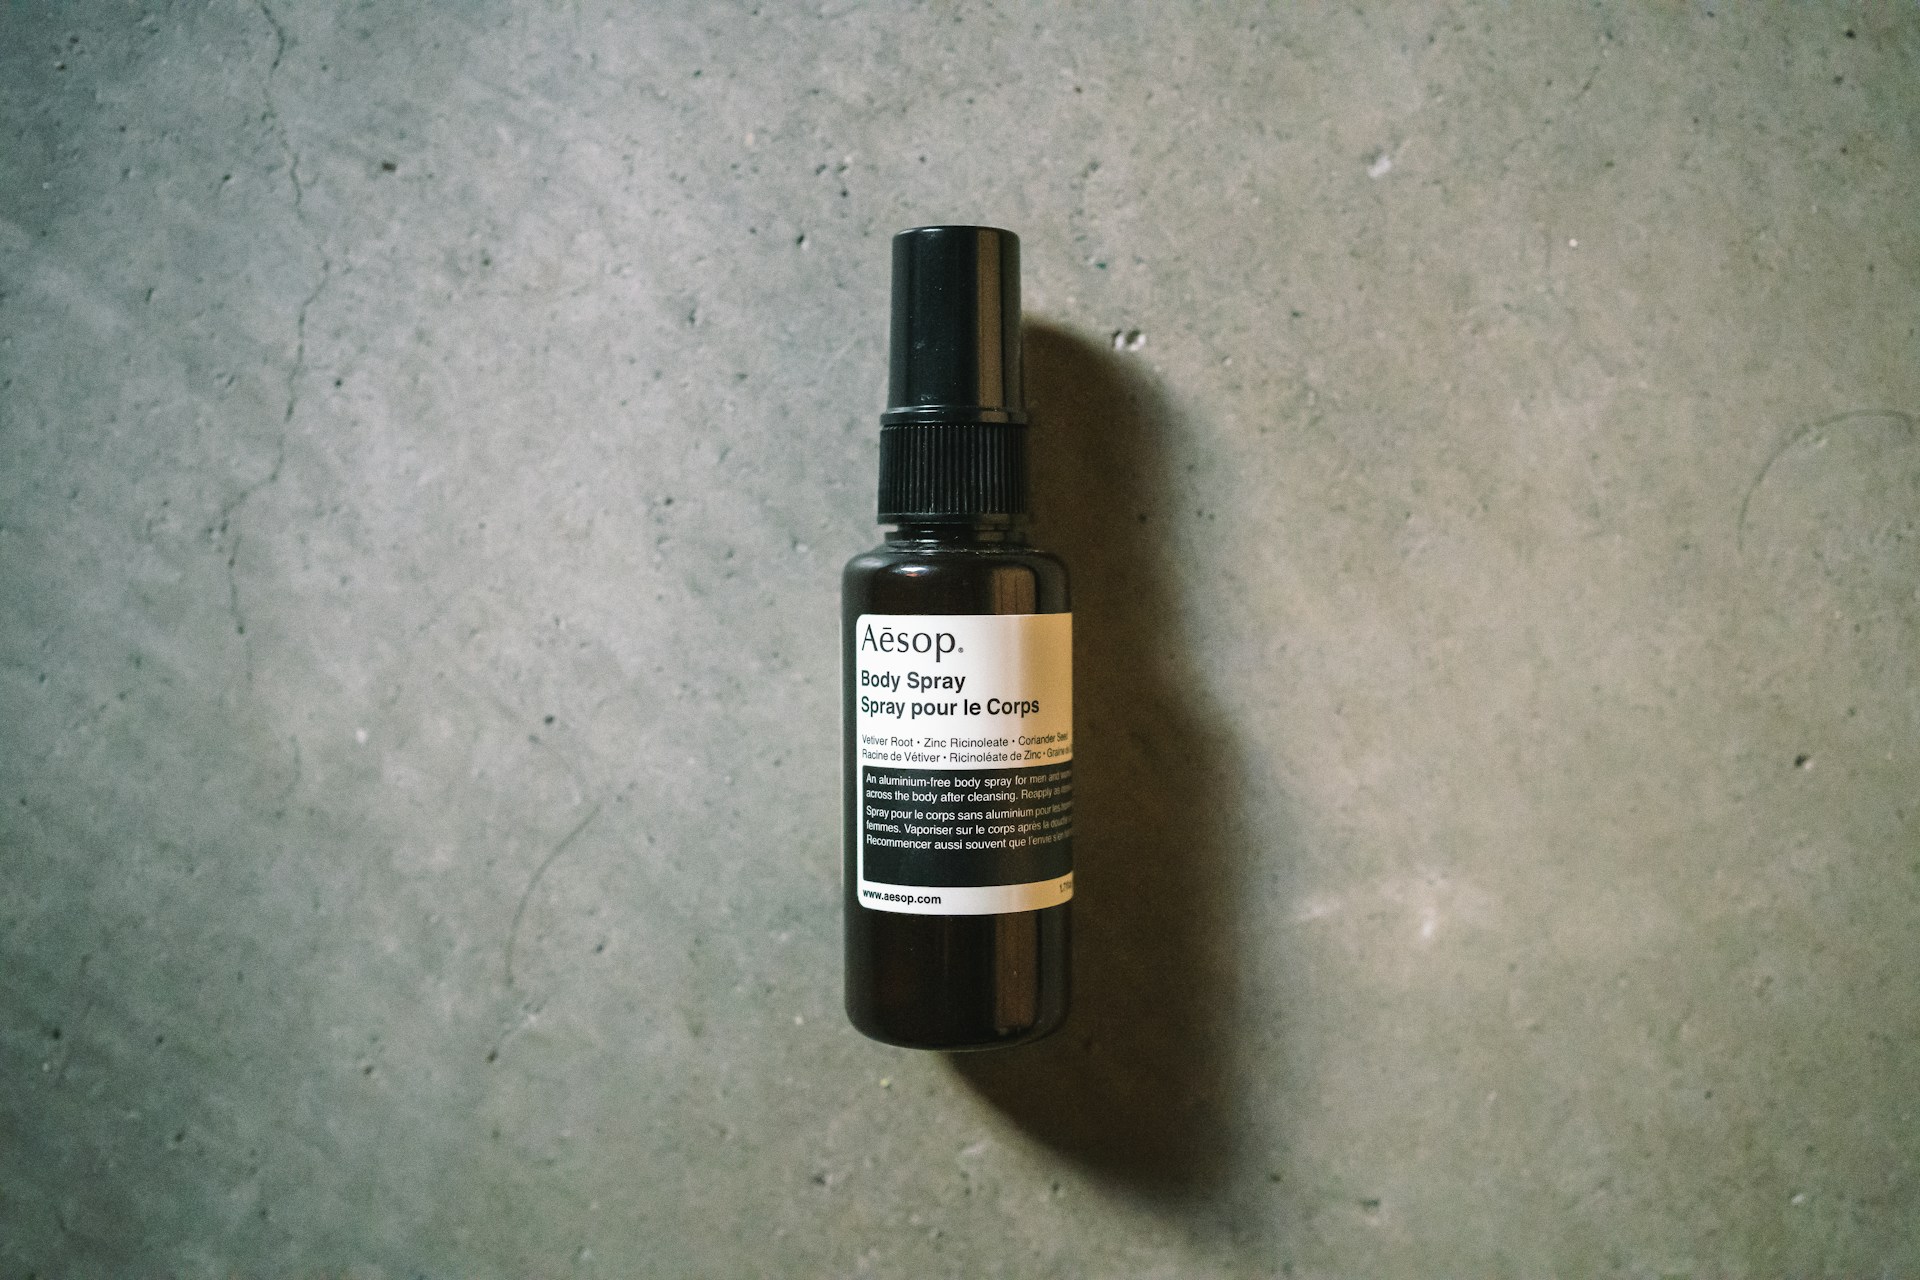 Aēsop.
Body Spray
Spray pour le Corps
Vetiver Root • Zinc Ricinoleate • Coriander Seed
Racine de Vétiver • Ricinoléate de Zinc •
An aluminium-free body spray for men and
across the body after cleansing. Reapply as
Spray pour le corps sans aluminium pour les
femmes. Vaporiser sur le corps après la douche
Recommencer aussi souvent que l'envie s'en
www.aesop.com